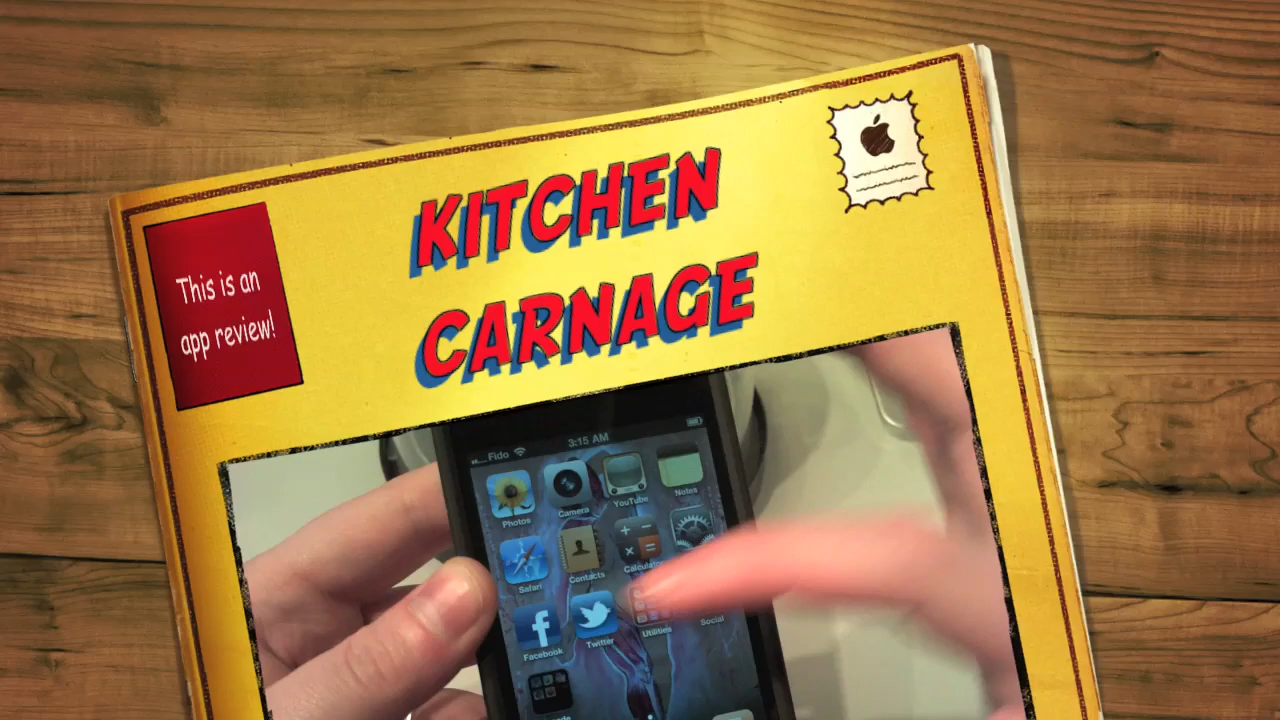 KITCHEN
CARNAGE
This is an
app review!
Fido
3:15 AM
Photos
Camera
YouTube
Notes
Safari
Contacts
Facebook
Twitter
Utilities
Social